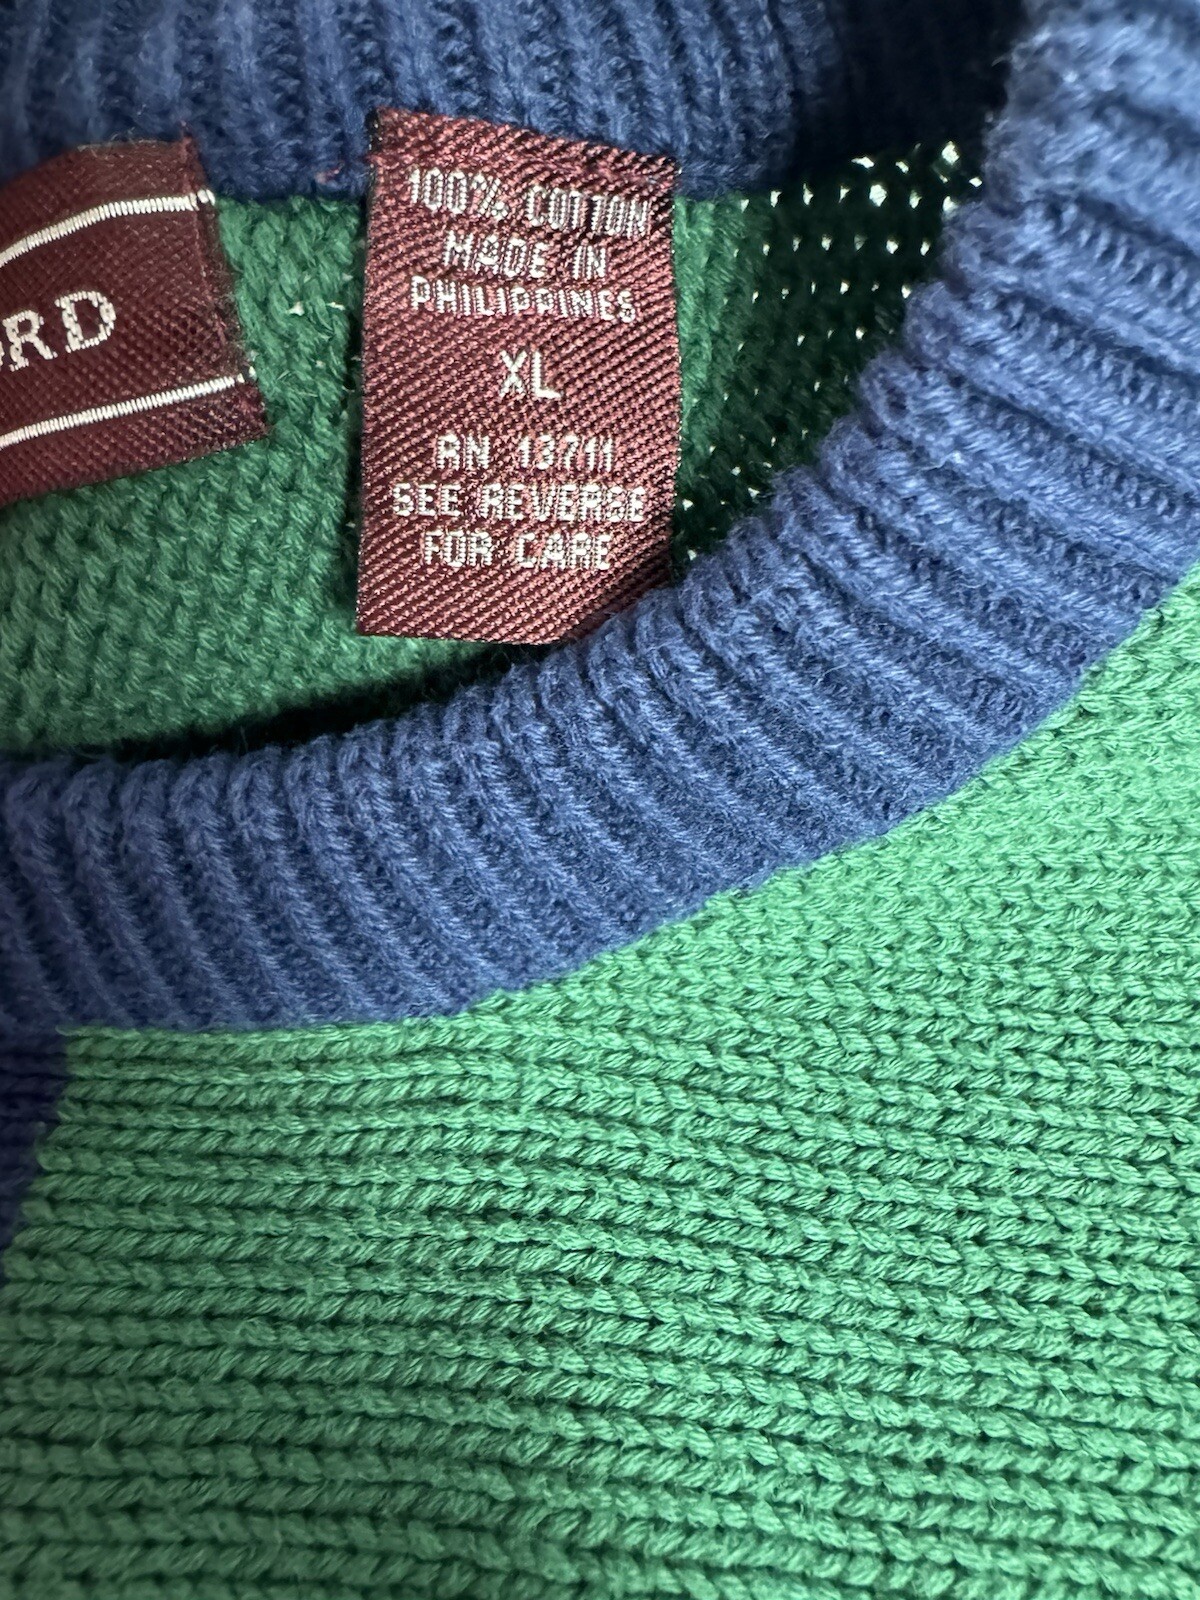 ORD
100% COTTON
MADE IN
PHILIPPINES
XL
RN 13711
SEE REVERSE
FOR CARE